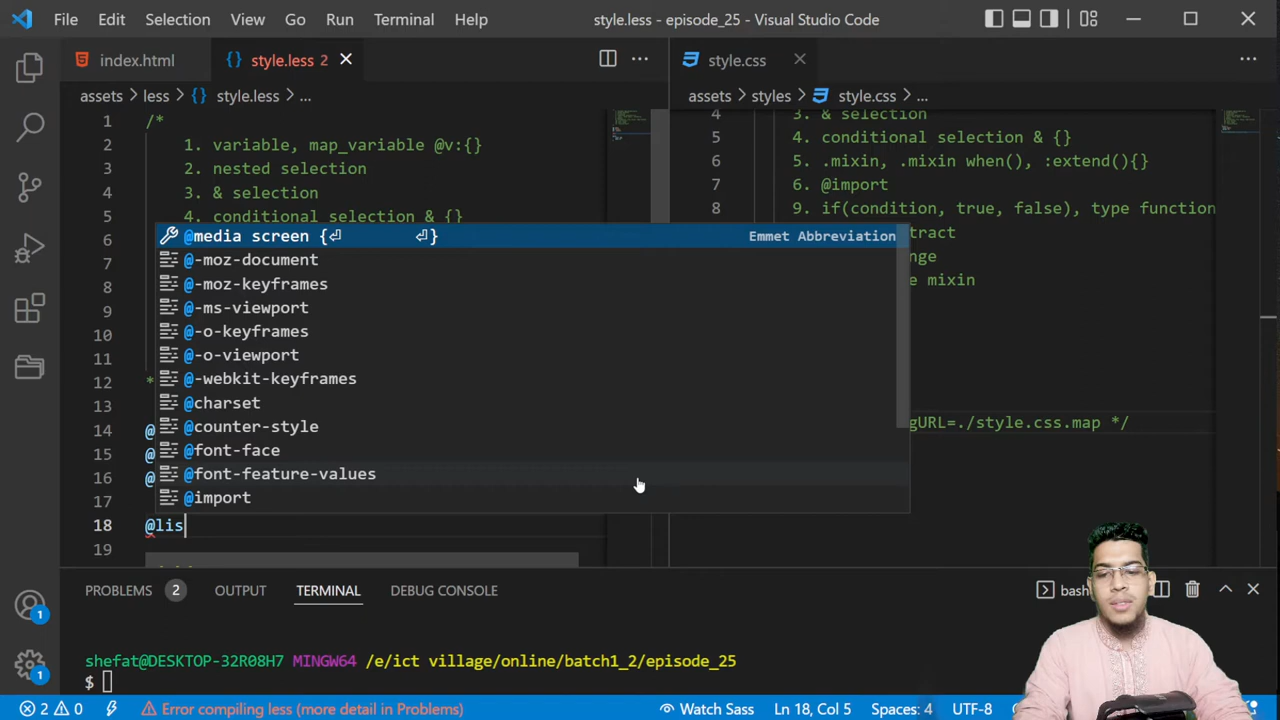 File Edit Selection View Go Run Terminal Help style.less - episode_25 - Visual Studio Code
index.html style.less 2
assets > less > style.less > ...
1 /*
2 1. variable, map_variable @v:{}
3 2. nested selection
4 3. & selection
5 4. conditional selection & {}
6
7
8
9
10
11
12 *
13
14 @
15 @
16 @
17
18 @lis
19
@media screen {⏎ ⏎} Emmet Abbreviation
@-moz-document
@-moz-keyframes
@-ms-viewport
@-o-keyframes
@-o-viewport
@-webkit-keyframes
@charset
@counter-style
@font-face
@font-feature-values
@import
style.css
assets > styles > style.css > ...
4 3. & selection
5 4. conditional selection & {}
6 5. .mixin, .mixin when(), :extend(){}
7 6. @import
8 9. if(condition, true, false), type function
tract
nge
e mixin
gURL=./style.css.map */
PROBLEMS 2 OUTPUT TERMINAL DEBUG CONSOLE
bash
shefat@DESKTOP-32R08H7 MINGW64 /e/ict village/online/batch1_2/episode_25
$
1
1
2 0 Error compiling less (more detail in Problems) Watch Sass Ln 18, Col 5 Spaces: 4 UTF-8